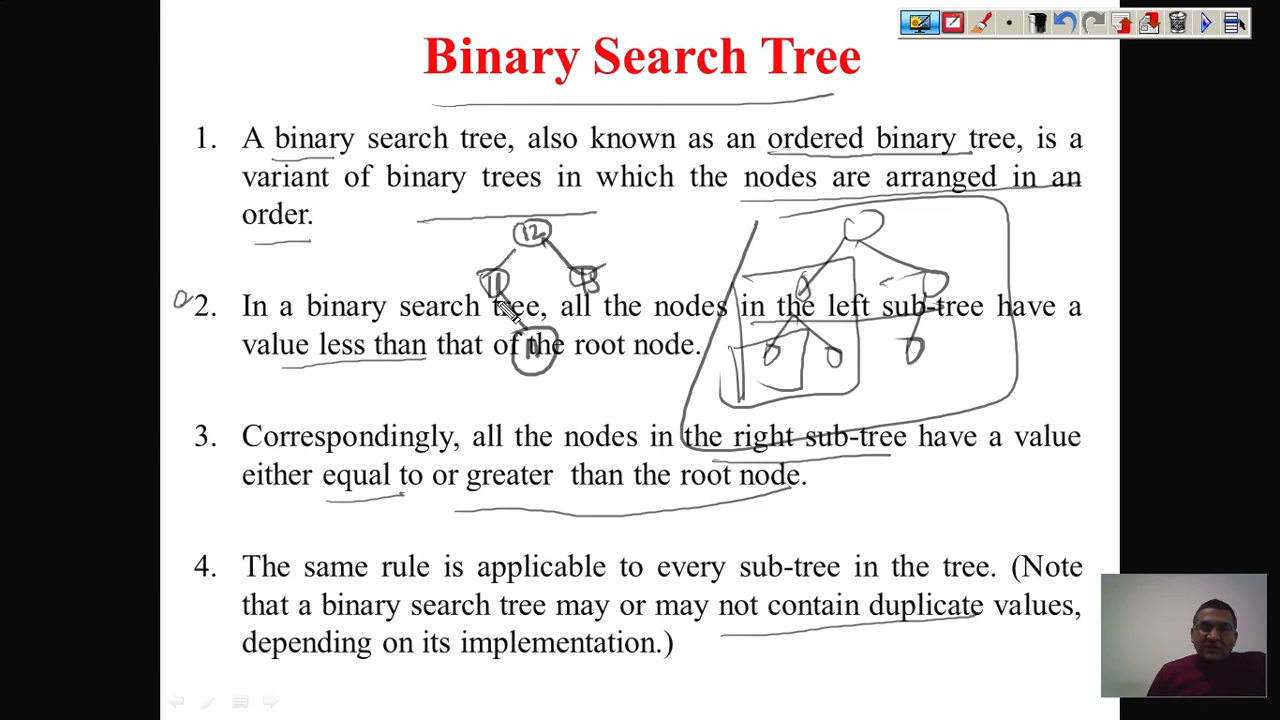 Binary Search Tree
1. A binary search tree, also known as an ordered binary tree, is a
variant of binary trees in which the nodes are arranged in an
order.
12
11
2. In a binary search tree, all the nodes in the left sub-tree have a
value less than that of the root node.
11
3. Correspondingly, all the nodes in the right sub-tree have a value
either equal to or greater than the root node.
4. The same rule is applicable to every sub-tree in the tree. (Note
that a binary search tree may or may not contain duplicate values,
depending on its implementation.)